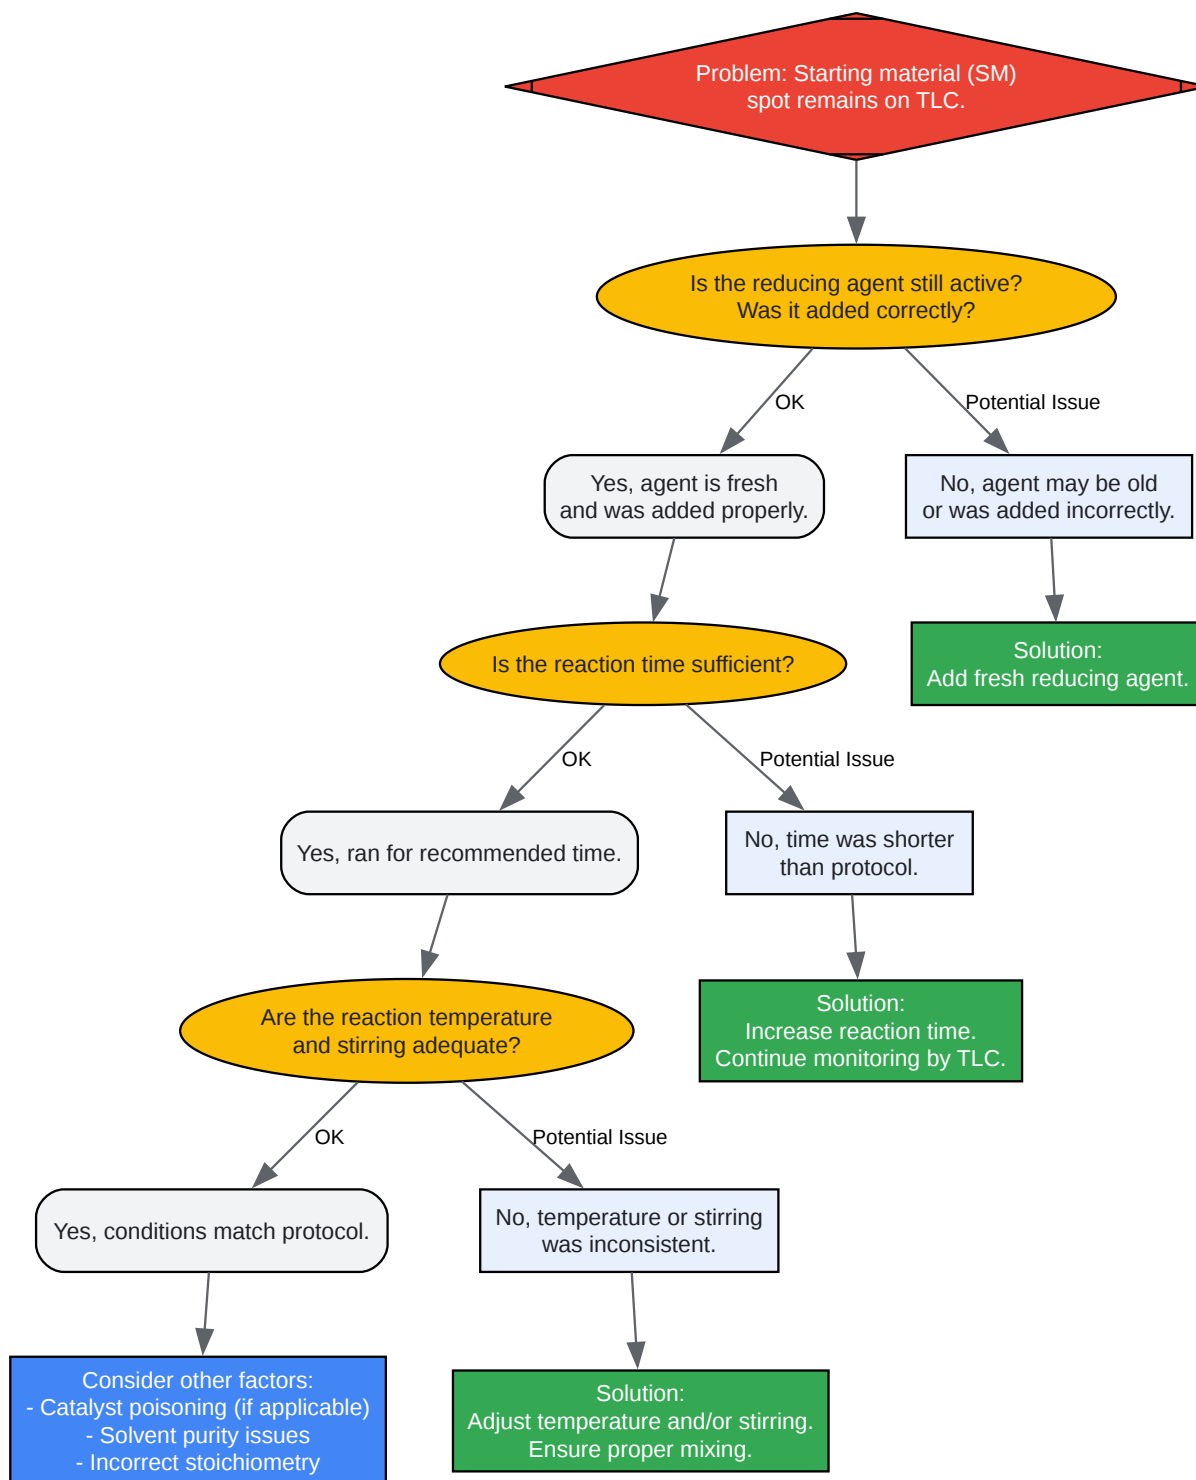 Problem: Starting material (SM)
spot remains on TLC.
Is the reducing agent still active?
Was it added correctly?
OK
Potential Issue
Yes, agent is fresh
and was added properly.
No, agent may be old
or was added incorrectly.
Is the reaction time sufficient?
Solution:
Add fresh reducing agent.
OK
Potential Issue
Yes, ran for recommended time.
No, time was shorter
than protocol.
Are the reaction temperature
and stirring adequate?
Solution:
Increase reaction time.
Continue monitoring by TLC.
OK
Potential Issue
Yes, conditions match protocol.
No, temperature or stirring
was inconsistent.
Consider other factors:
- Catalyst poisoning (if applicable)
- Solvent purity issues
- Incorrect stoichiometry
Solution:
Adjust temperature and/or stirring.
Ensure proper mixing.